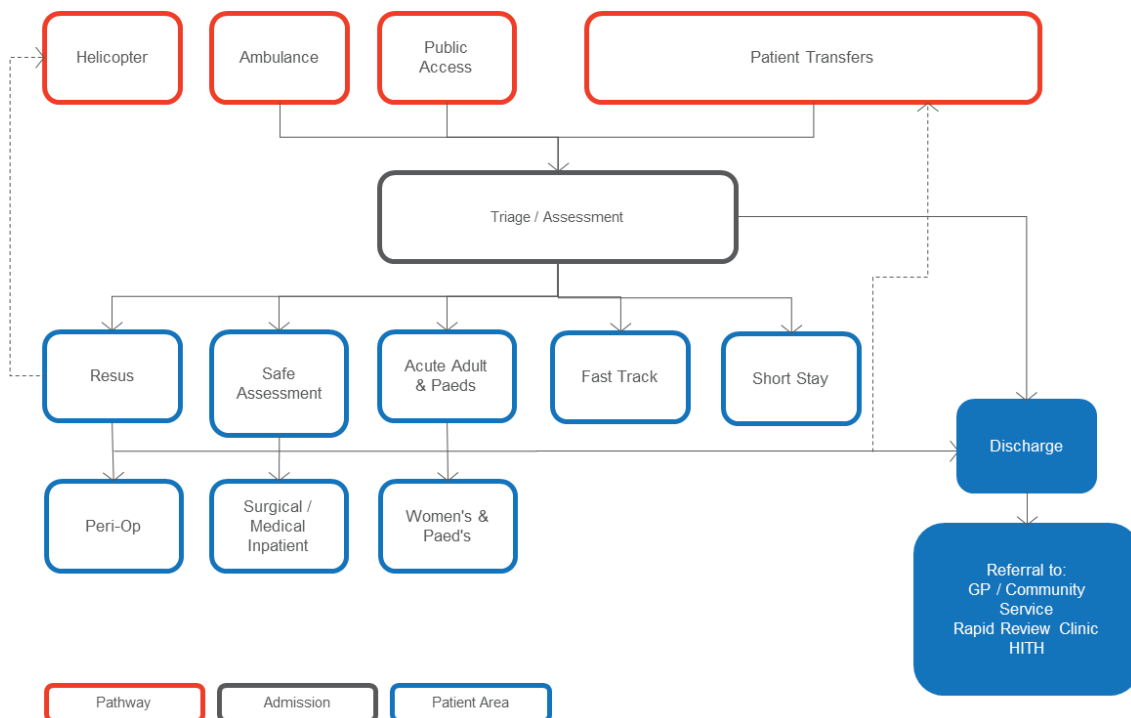 Helicopter
Ambulance
Public
Access
Patient Transfers
Triage / Assessment
Resus
Safe
Assessment
Acute Adult
& Paeds
Fast Track
Short Stay
Discharge
Peri-Op
Surgical /
Medical
Inpatient
Women's &
Paed's
Referral to:
GP / Community
Service
Rapid Review Clinic
HITH
Pathway
Admission
Patient Area